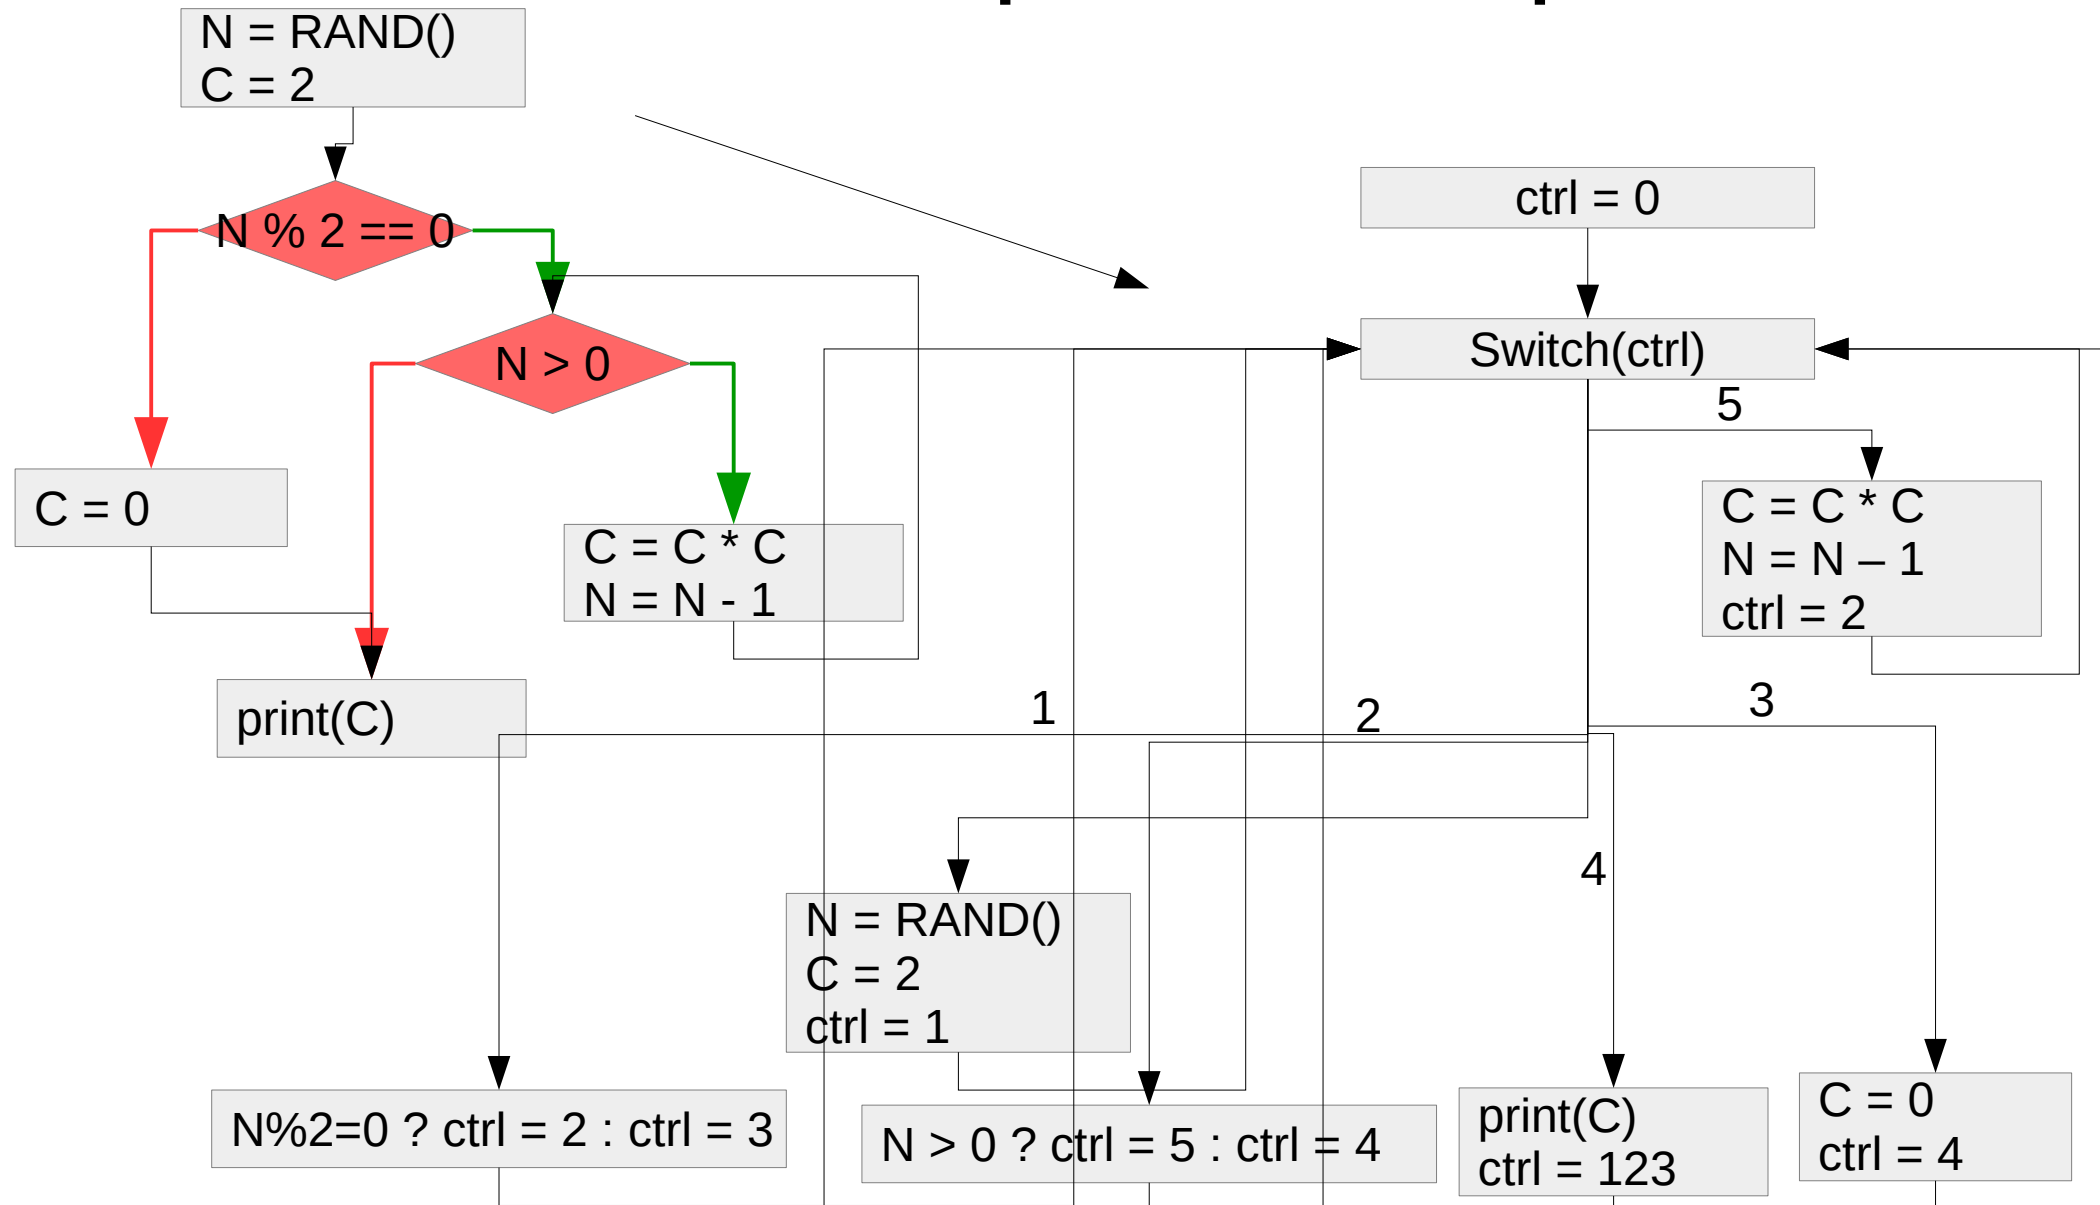 N = RAND()
C = 2
N % 2 == 0
N > 0
C = 0
C = C * C
N = N - 1
print(C)
ctrl = 0
Switch(ctrl)
5
C = C * C
N = N – 1
ctrl = 2
1
2
3
4
N = RAND()
C = 2
ctrl = 1
N%2=0 ? ctrl = 2 : ctrl = 3
N > 0 ? ctrl = 5 : ctrl = 4
print(C)
ctrl = 123
C = 0
ctrl = 4